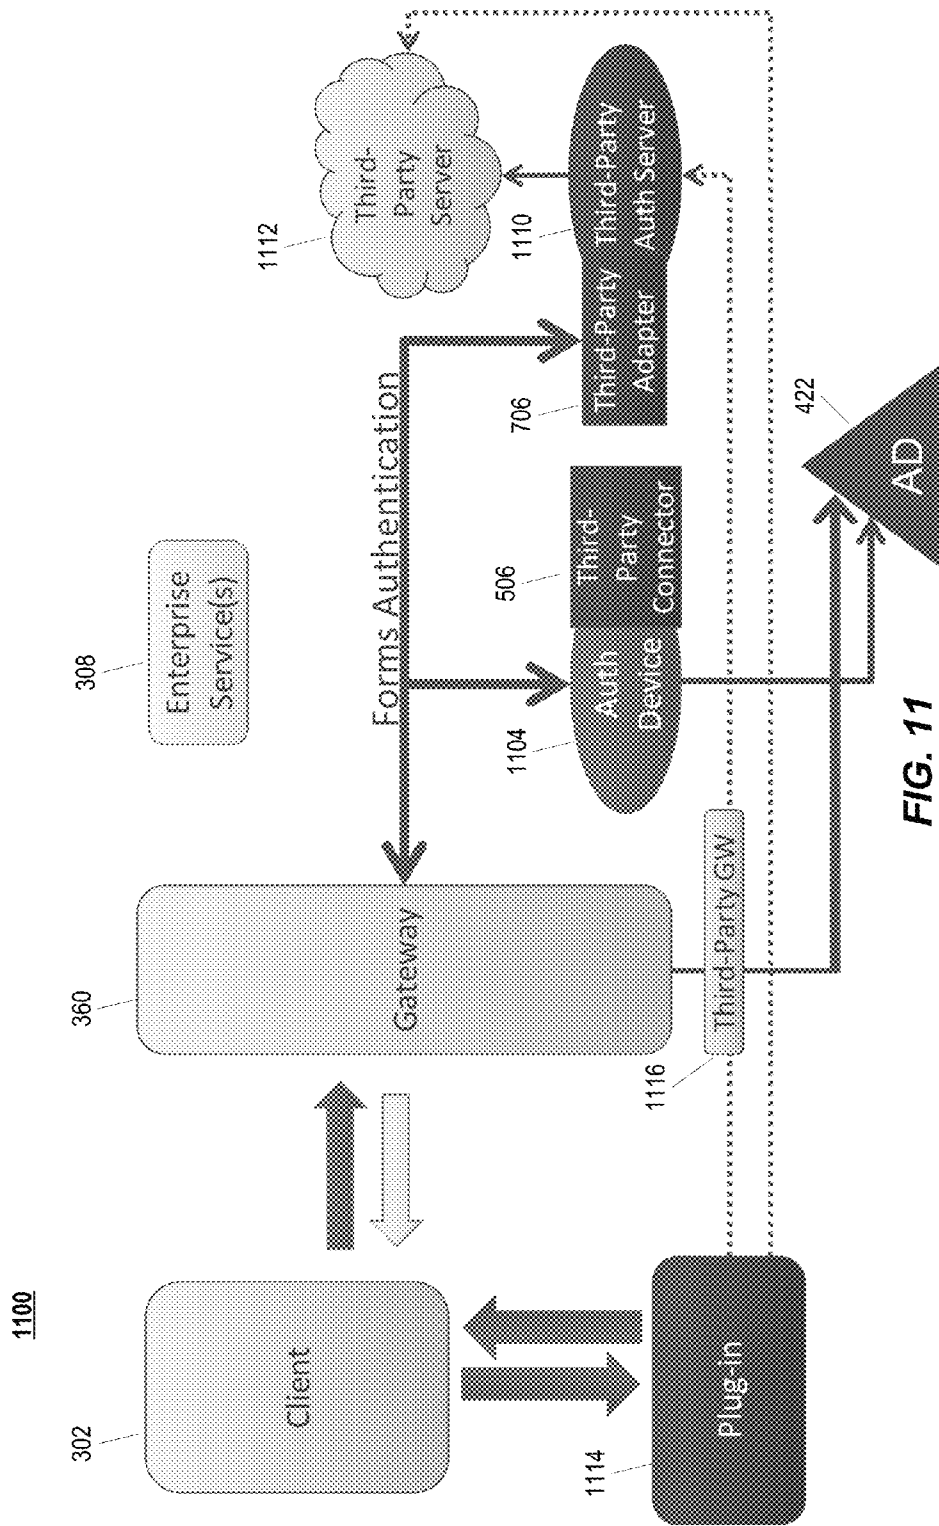 1100
302
Client
1114
Plug-in
360
Gateway
1116
Third-Party GW
308
Enterprise
Service(s)
Forms Authentication
1104
Auth
Device
506
Third-
Party
Connector
706
Third-Party
Adapter
1110
Third-Party
Auth Server
1112
Third-
Party
Server
422
AD
FIG. 11